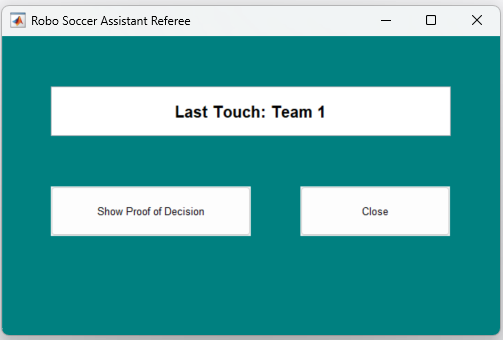 Robo Soccer Assistant Referee
Last Touch: Team 1
Show Proof of Decision
Close